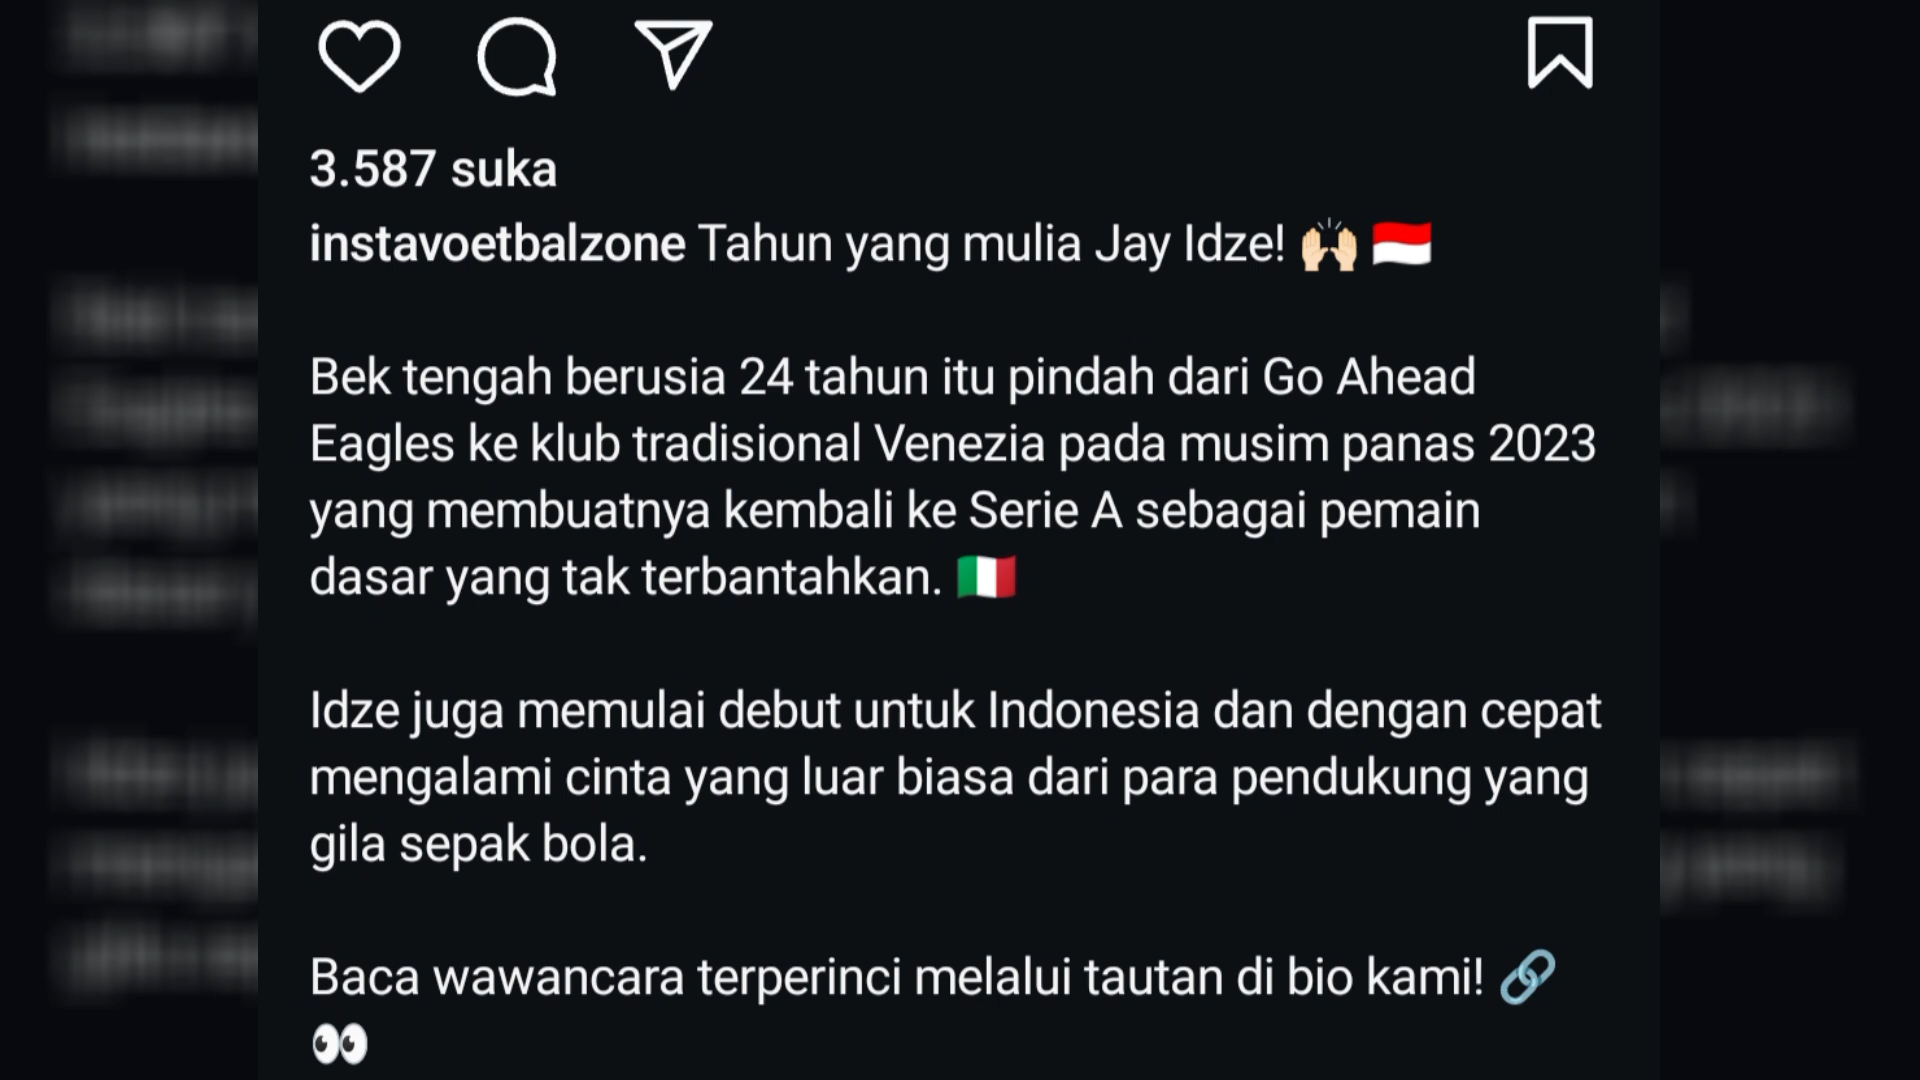 3.587 suka
instavoetbalzone Tahun yang mulia Jay Idze! 🙌🏻 🇮🇩
Bek tengah berusia 24 tahun itu pindah dari Go Ahead
Eagles ke klub tradisional Venezia pada musim panas 2023
yang membuatnya kembali ke Serie A sebagai pemain
dasar yang tak terbantahkan. 🇮🇹
Idze juga memulai debut untuk Indonesia dan dengan cepat
mengalami cinta yang luar biasa dari para pendukung yang
gila sepak bola.
Baca wawancara terperinci melalui tautan di bio kami! 🔗
👀